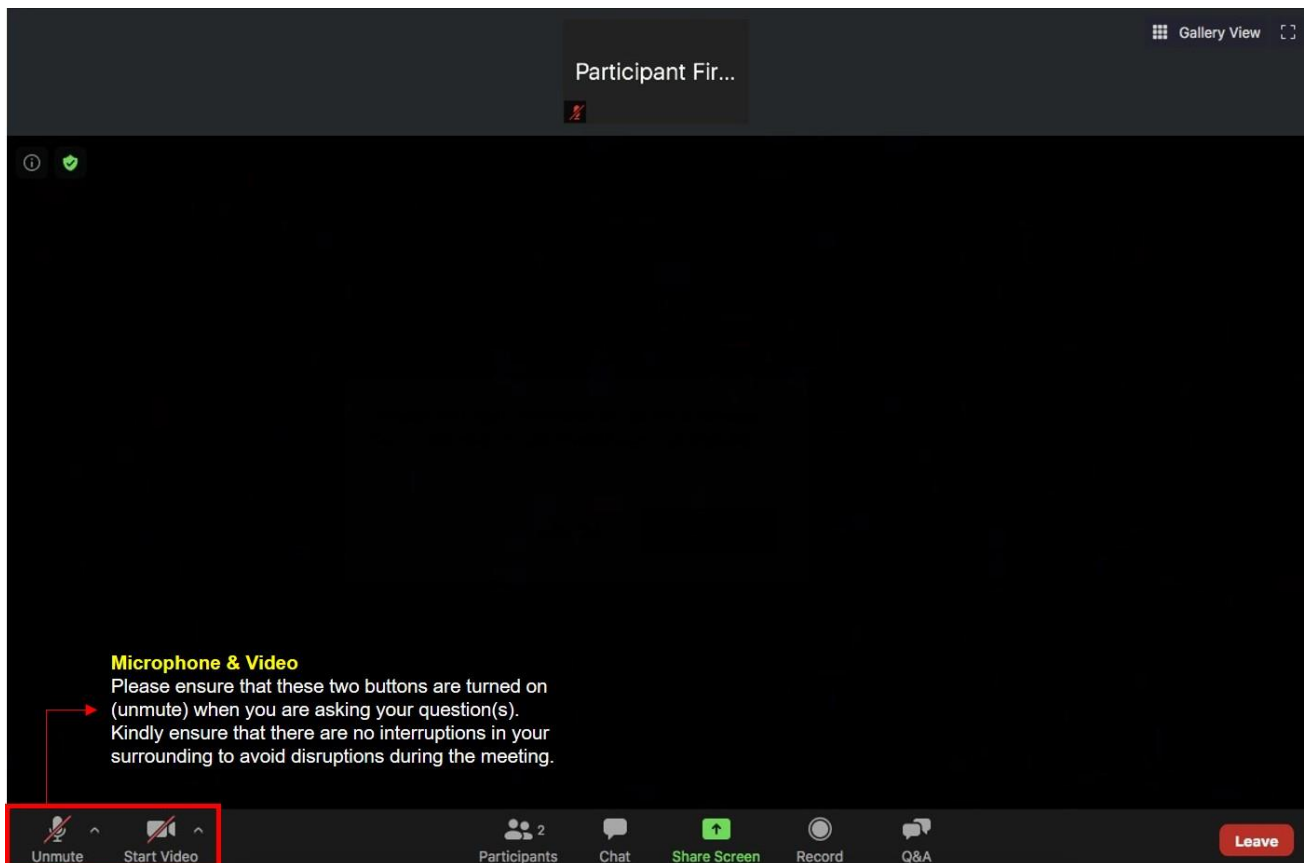 Gallery View
Participant Fir...
Microphone & Video
Please ensure that these two buttons are turned on
(unmute) when you are asking your question(s).
Kindly ensure that there are no interruptions in your
surrounding to avoid disruptions during the meeting.
Unmute
Start Video
2
Participants
Chat
Share Screen
Record
Q&A
Leave